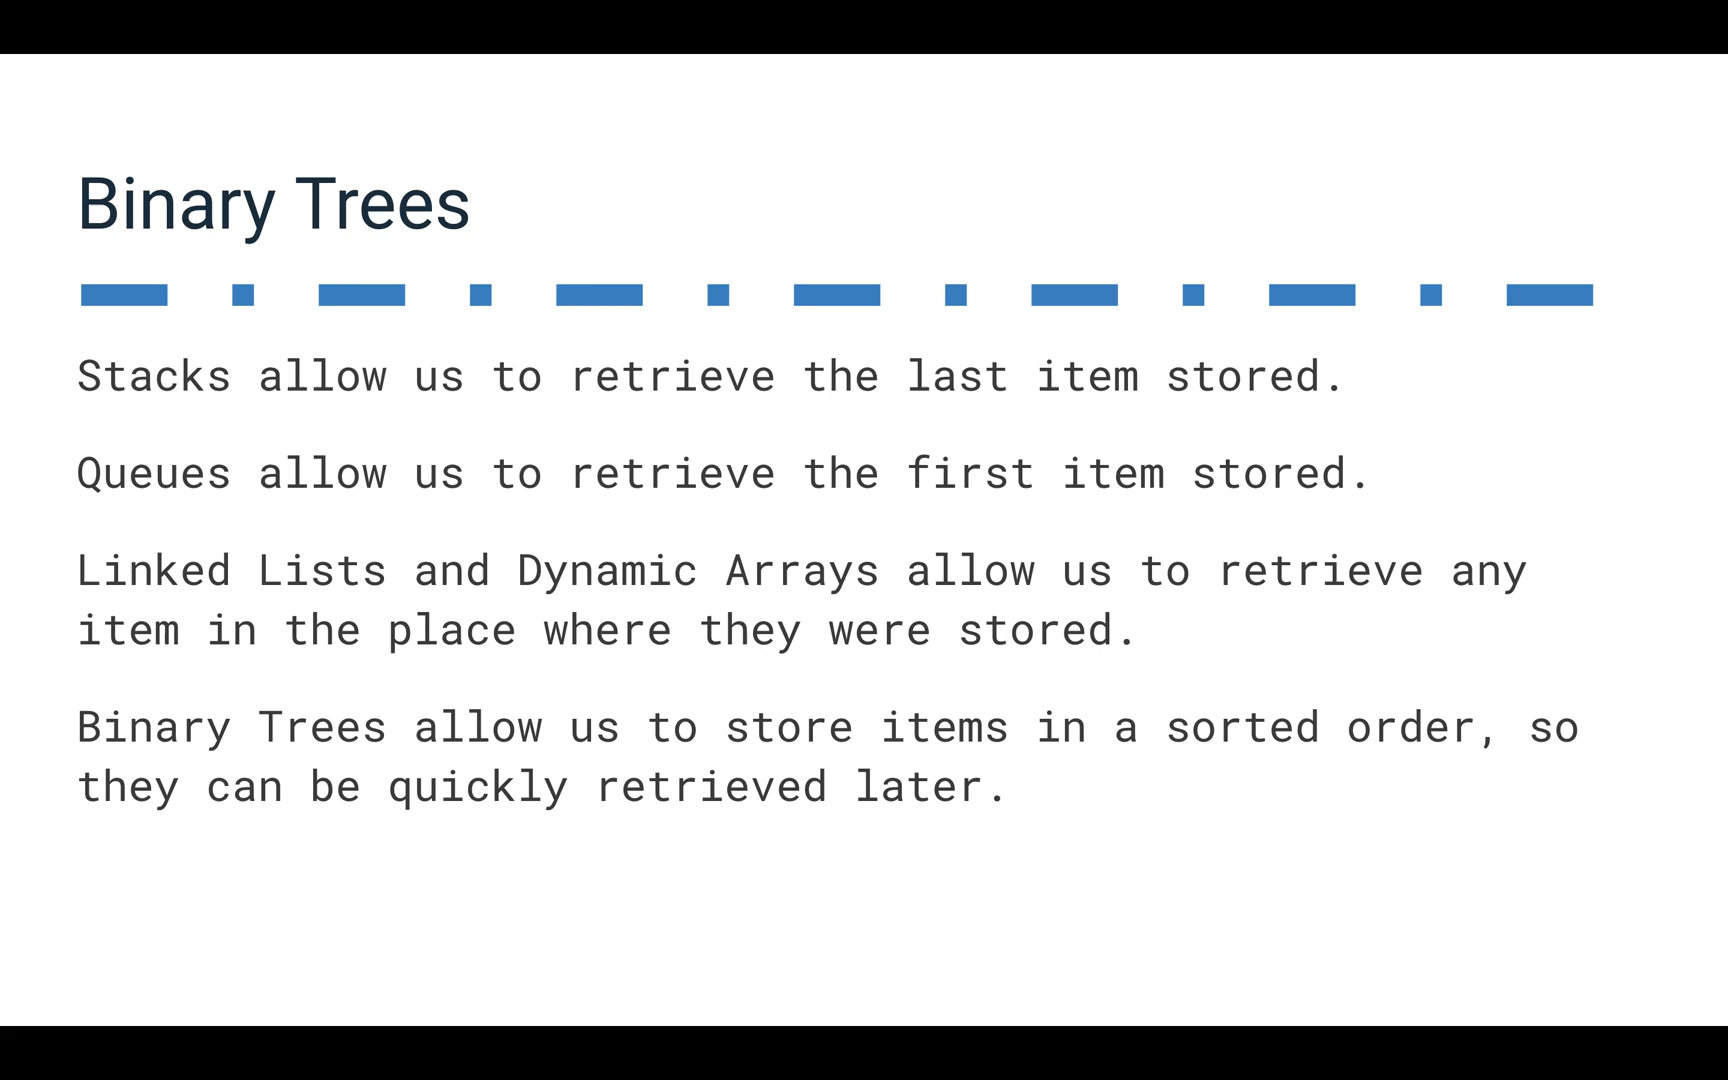 Binary Trees
Stacks allow us to retrieve the last item stored.
Queues allow us to retrieve the first item stored.
Linked Lists and Dynamic Arrays allow us to retrieve any
item in the place where they were stored.
Binary Trees allow us to store items in a sorted order, so
they can be quickly retrieved later.